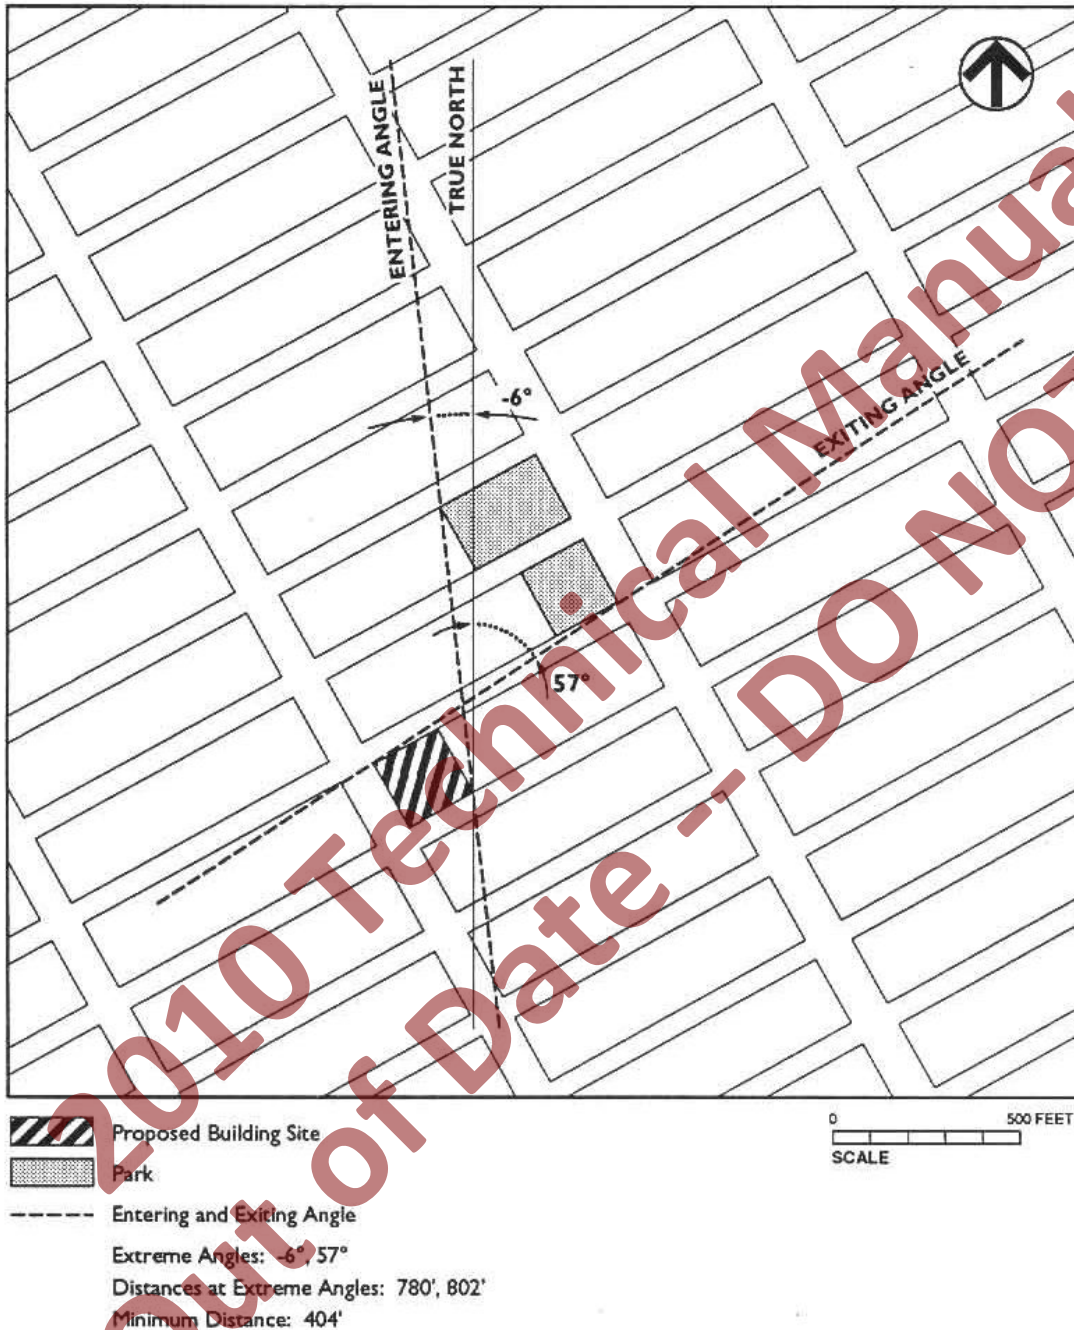 ENTERING ANGLE
TRUE NORTH
-6°
EXITING ANGLE
57°
2010 Technical Manual
Out of Date -- DO NOT
0 500 FEET
SCALE
Proposed Building Site
Park
Entering and Exiting Angle
Extreme Angles: -6°, 57°
Distances at Extreme Angles: 780', 802'
Minimum Distance: 404'